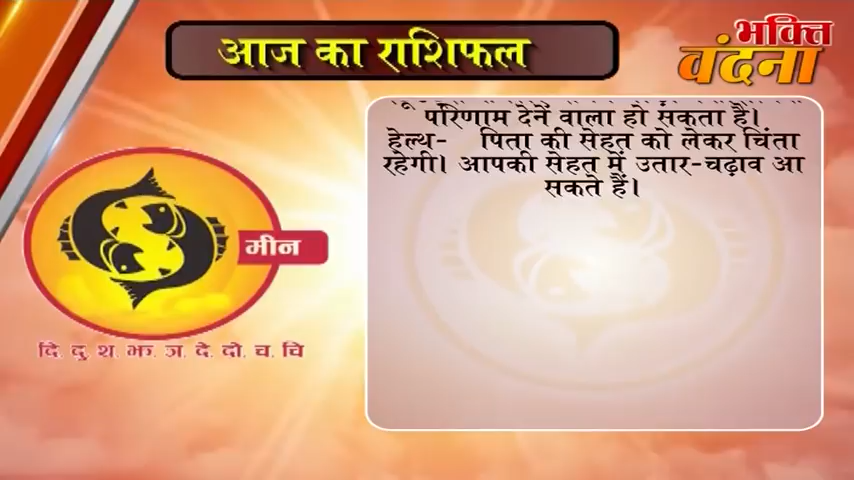 आज का राशिफल
भक्ति
वंदना
परिणाम देनें वाला हो सकता है।
हेल्थ- पिता की सेहत को लेकर चिंता
रहेगी। आपकी सेहत में उतार-चढ़ाव आ
सकते हैं।
मीन
दि. दु. श. झ. ञ. दे. दो. च. चि